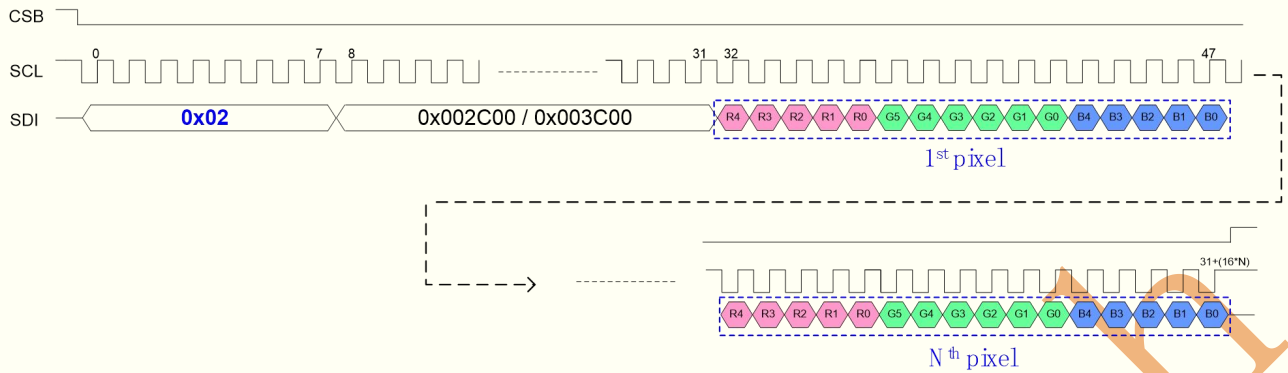 CSB
0 7 8 31 32 47
SCL
SDI 0x02 0x002C00 / 0x003C00 R4 R3 R2 R1 R0 G5 G4 G3 G2 G1 G0 B4 B3 B2 B1 B0
1st pixel
31+(16*N)
R4 R3 R2 R1 R0 G5 G4 G3 G2 G1 G0 B4 B3 B2 B1 B0
Nth pixel